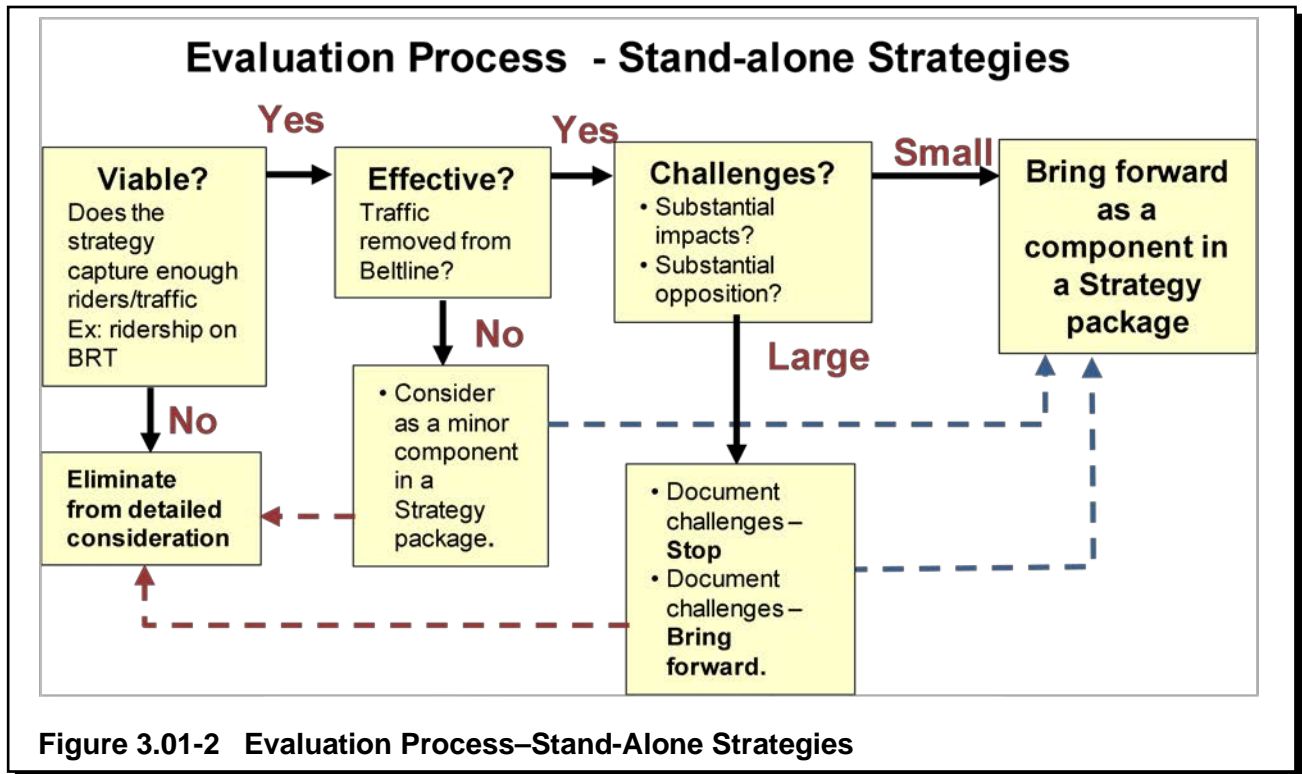 Evaluation Process - Stand-alone Strategies
Yes
Yes
Small
Viable?
Does the
strategy
capture enough
riders/traffic
Ex: ridership on
BRT
Effective?
Traffic
removed from
Beltline?
Challenges?
• Substantial
impacts?
• Substantial
opposition?
Bring forward
as a
component in
a Strategy
package
No
No
Large
Eliminate
from detailed
consideration
• Consider
as a minor
component
in a
Strategy
package.
• Document
challenges –
Stop
• Document
challenges –
Bring
forward.
Figure 3.01-2 Evaluation Process–Stand-Alone Strategies